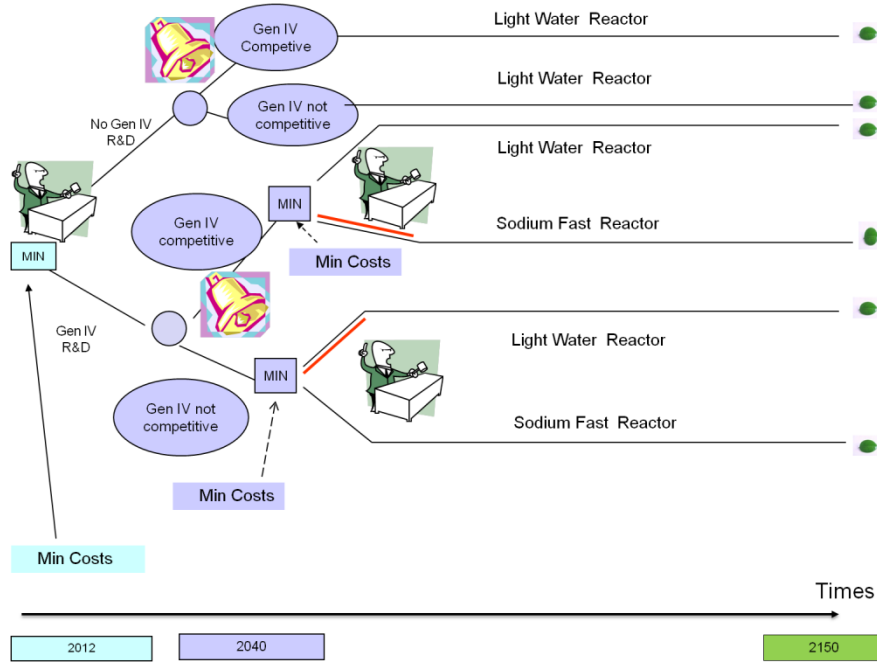 Gen IV
Competive
Light Water Reactor
Light Water Reactor
Gen IV not
competitive
No Gen IV
R&D
Light Water Reactor
MIN
Gen IV
competitive
Sodium Fast Reactor
MIN
Min Costs
Gen IV
R&D
Light Water Reactor
MIN
Gen IV not
competitive
Sodium Fast Reactor
Min Costs
Min Costs
Times
2012
2040
2150